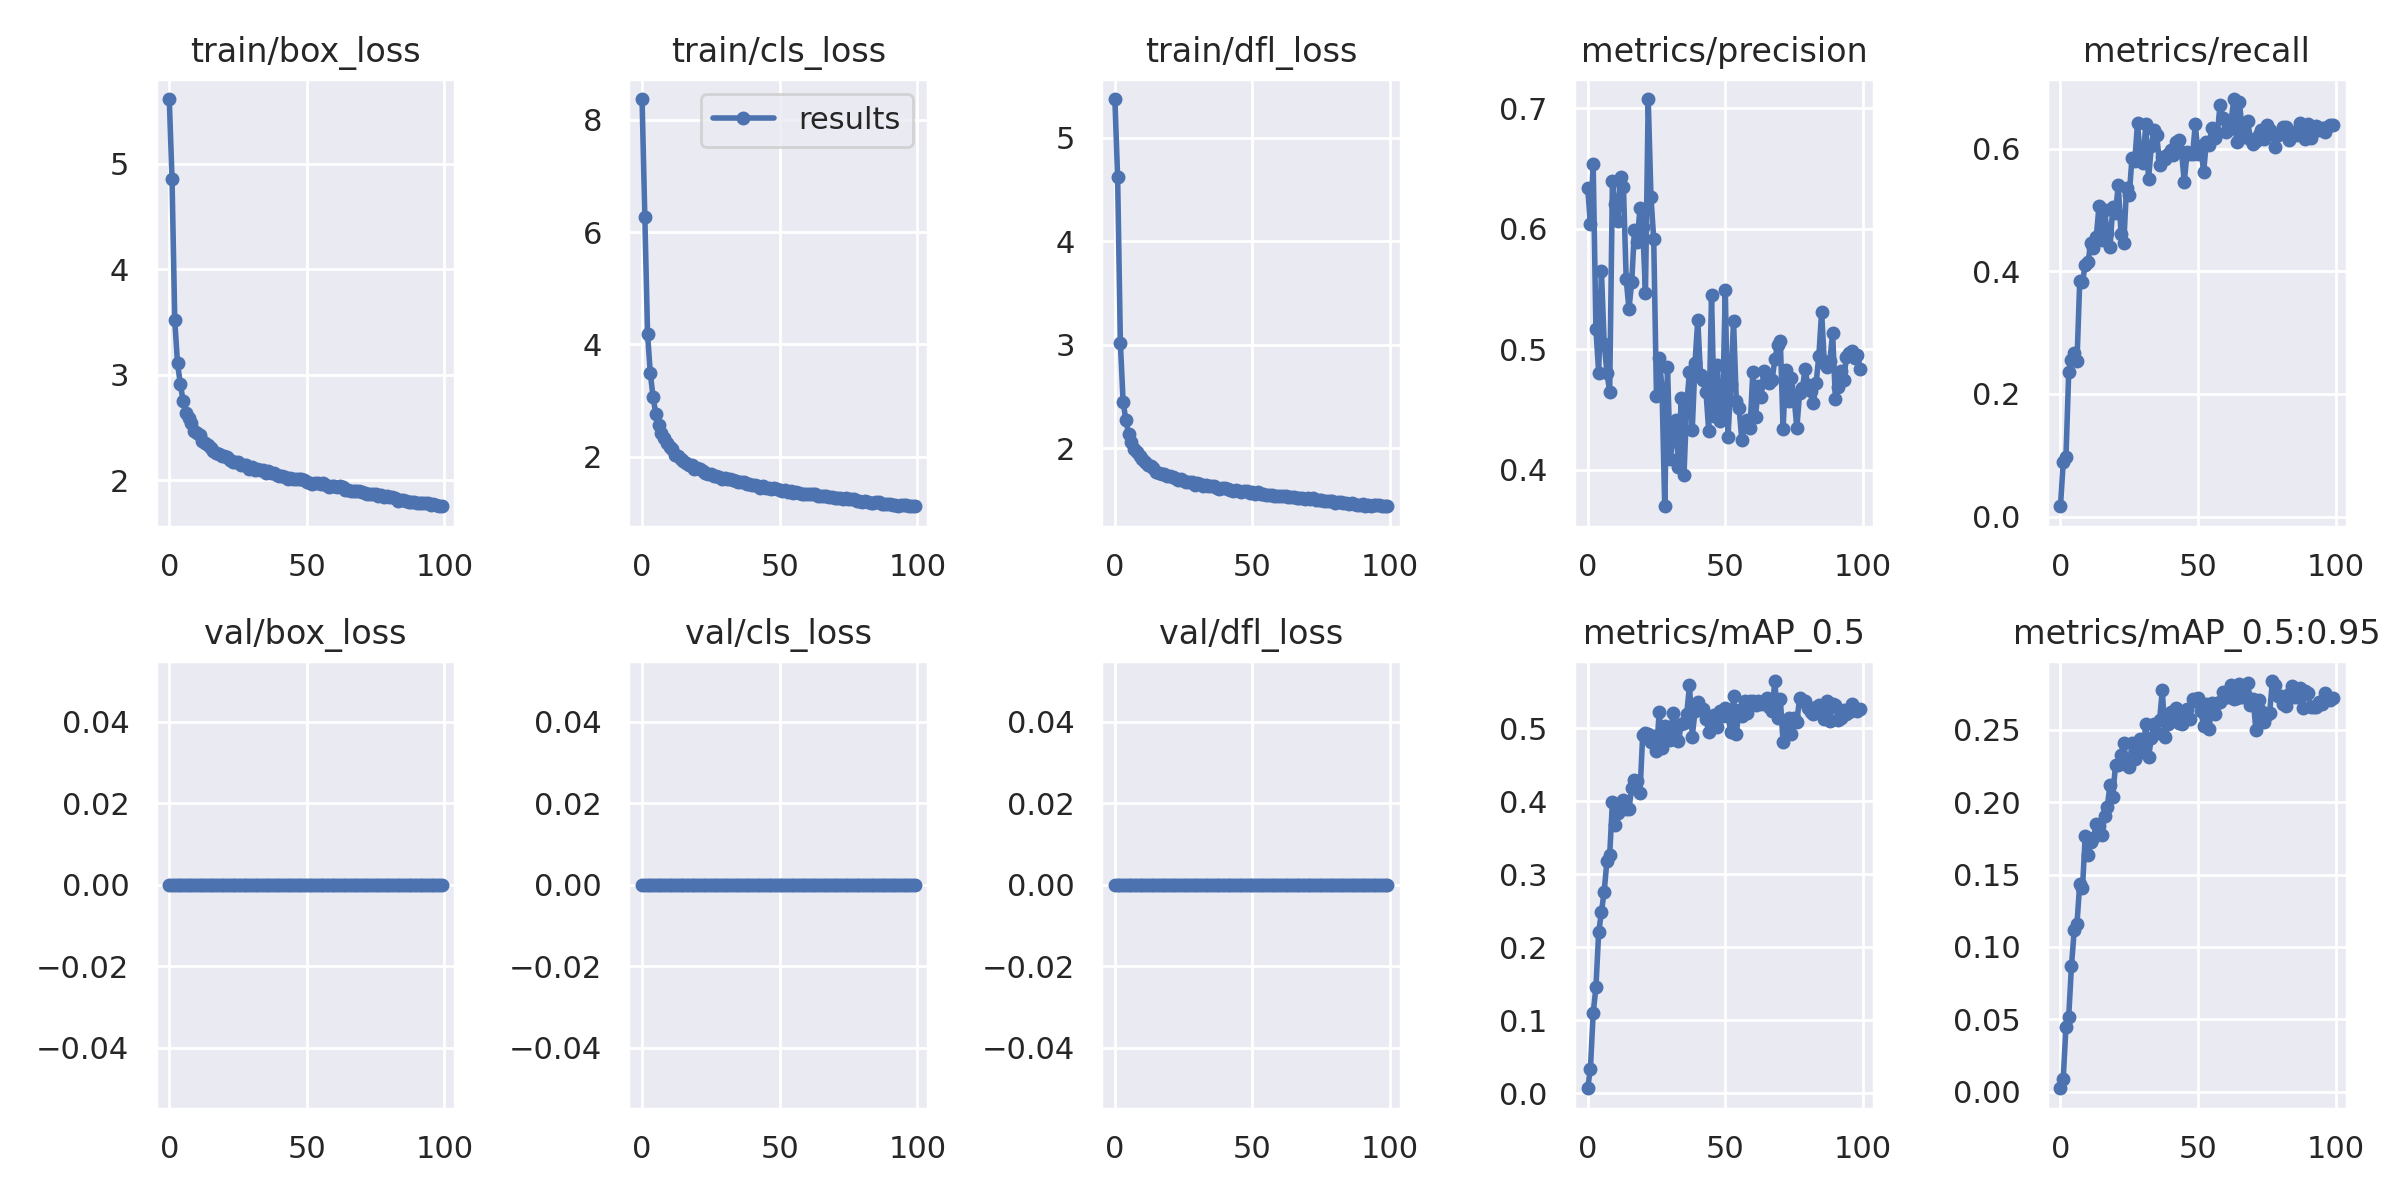 train/box_loss
5
4
3
2
0 50 100
train/cls_loss
results
8
6
4
2
0 50 100
train/dfl_loss
5
4
3
2
0 50 100
metrics/precision
0.7
0.6
0.5
0.4
0 50 100
metrics/recall
0.6
0.4
0.2
0.0
0 50 100
val/box_loss
0.04
0.02
0.00
−0.02
−0.04
0 50 100
val/cls_loss
0.04
0.02
0.00
−0.02
−0.04
0 50 100
val/dfl_loss
0.04
0.02
0.00
−0.02
−0.04
0 50 100
metrics/mAP_0.5
0.5
0.4
0.3
0.2
0.1
0.0
0 50 100
metrics/mAP_0.5:0.95
0.25
0.20
0.15
0.10
0.05
0.00
0 50 100